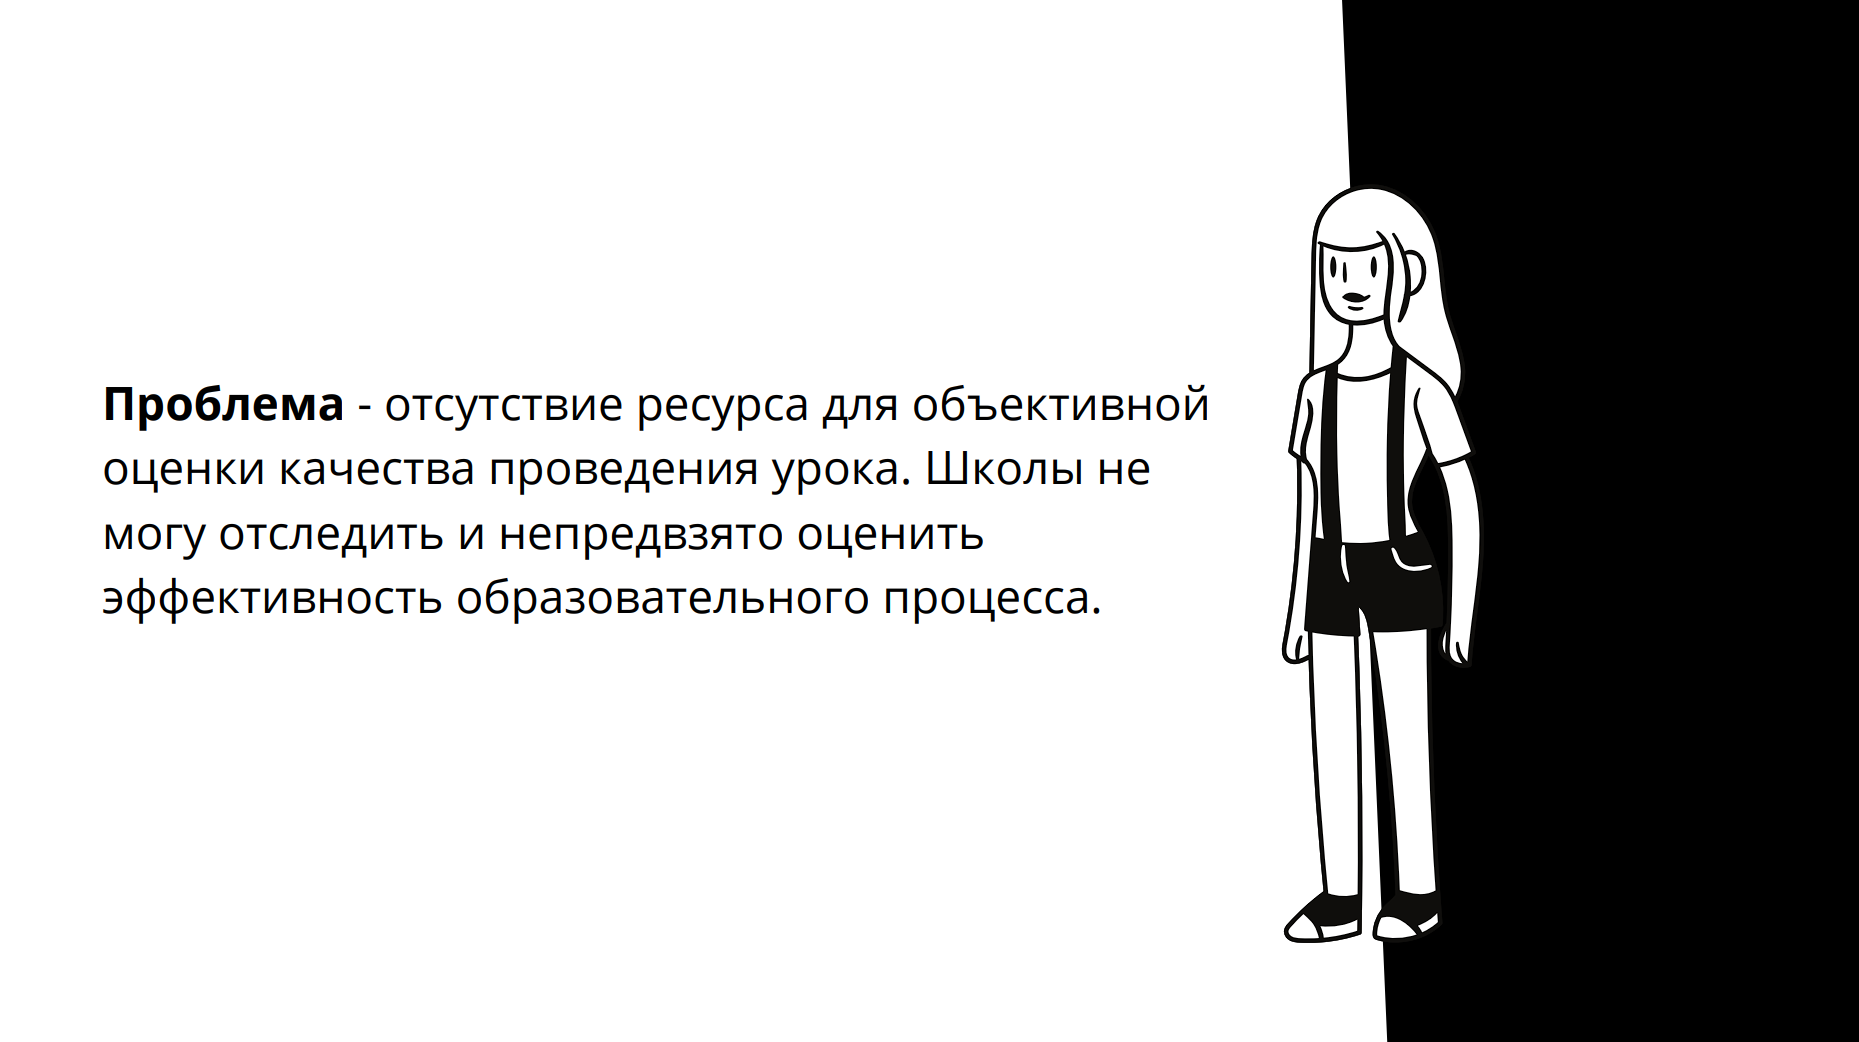 Проблема - отсутствие ресурса для объективной
оценки качества проведения урока. Школы не
могу отследить и непредвзято оценить
эффективность образовательного процесса.